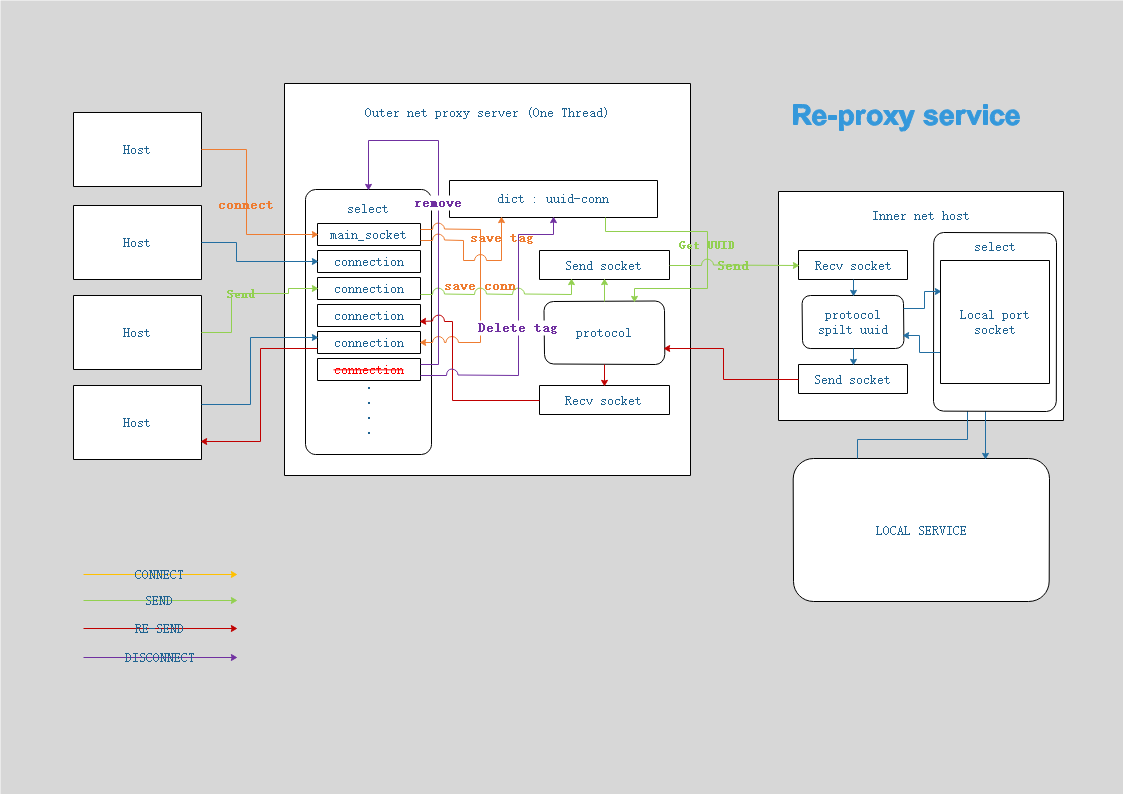 Re-proxy service
Outer net proxy server (One Thread)
Host
Host
Host
Host
connect
Send
select
main_socket
connection
connection
connection
connection
connection
remove
dict : uuid-conn
save tag
save conn
Delete tag
Send socket
protocol
Recv socket
Get UUID
Send
Inner net host
Recv socket
protocol
spilt uuid
Send socket
select
Local port
socket
LOCAL SERVICE
CONNECT
SEND
RE SEND
DISCONNECT